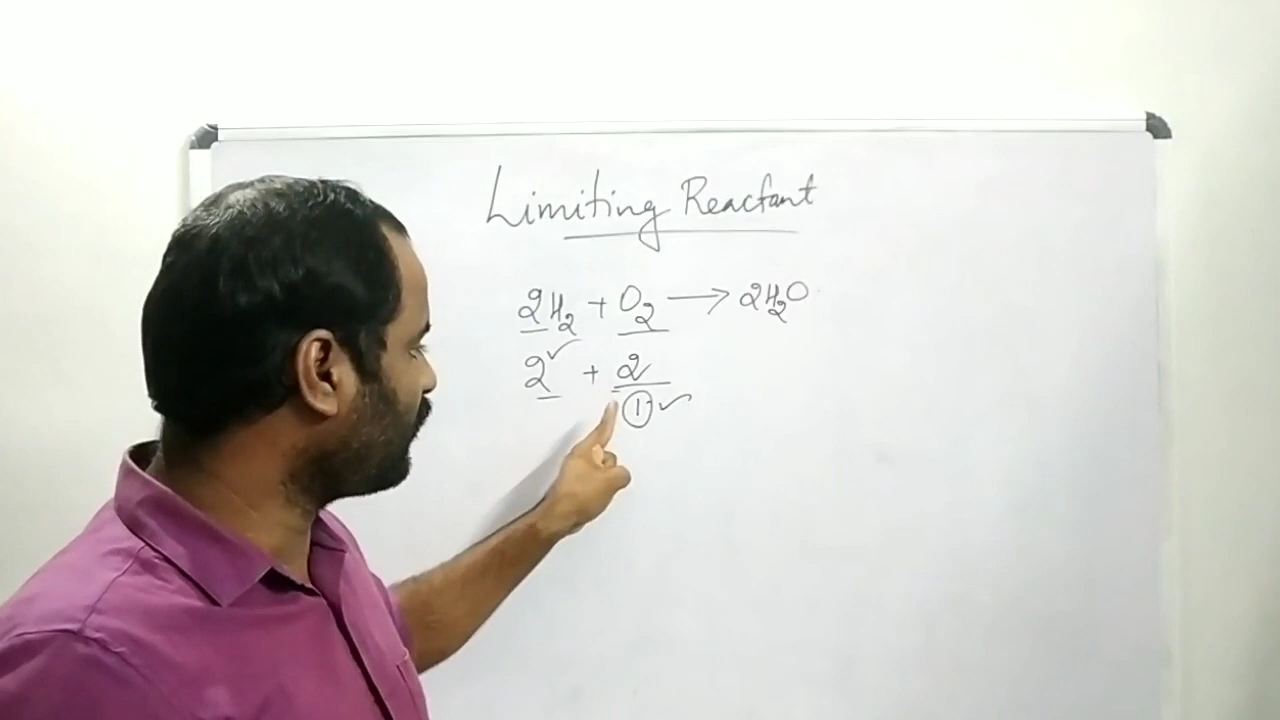 Limiting Reactant
2H₂ + O₂ → 2H₂O
2 ✓ + 2
① ✓